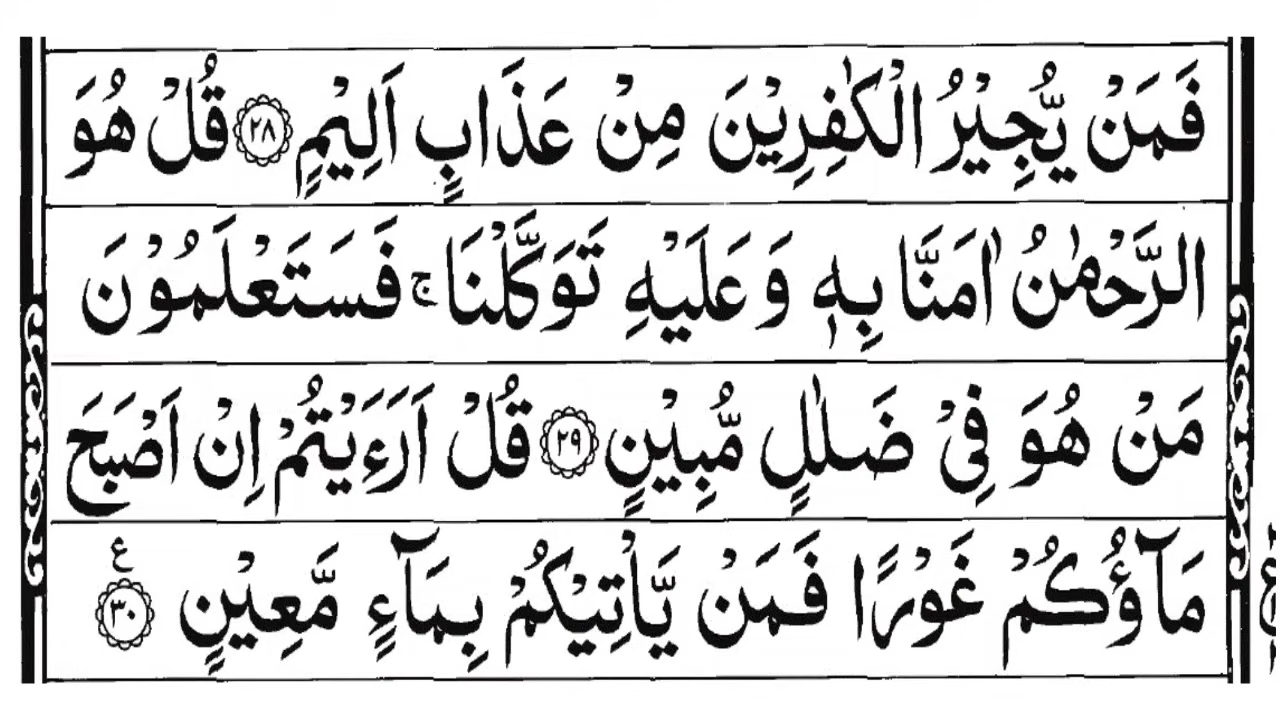 فَمَنْ يُّجِيْرُ الْكٰفِرِيْنَ مِنْ عَذَابٍ اَلِيْمٍ ﴿۲۸﴾ قُلْ هُوَ
الرَّحْمٰنُ اٰمَنَّا بِهٖ وَعَلَيْهِ تَوَكَّلْنَا ۚ فَسَتَعْلَمُوْنَ
مَنْ هُوَ فِیْ ضَلٰلٍ مُّبِيْنٍ ﴿۲۹﴾ قُلْ اَرَءَيْتُمْ اِنْ اَصْبَحَ
مَآؤُكُمْ غَوْرًا فَمَنْ يَّاْتِيْكُمْ بِمَآءٍ مَّعِيْنٍ ﴿۳۰﴾ ع